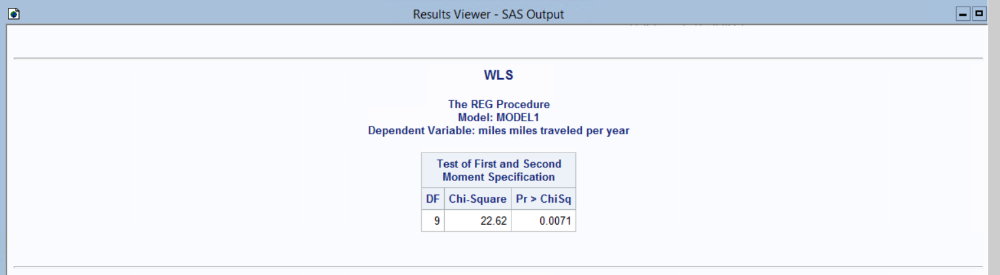 Results Viewer - SAS Output
WLS
The REG Procedure
Model: MODEL1
Dependent Variable: miles miles traveled per year
Test of First and Second
Moment Specification
DF Chi-Square Pr > ChiSq
9 22.62 0.0071